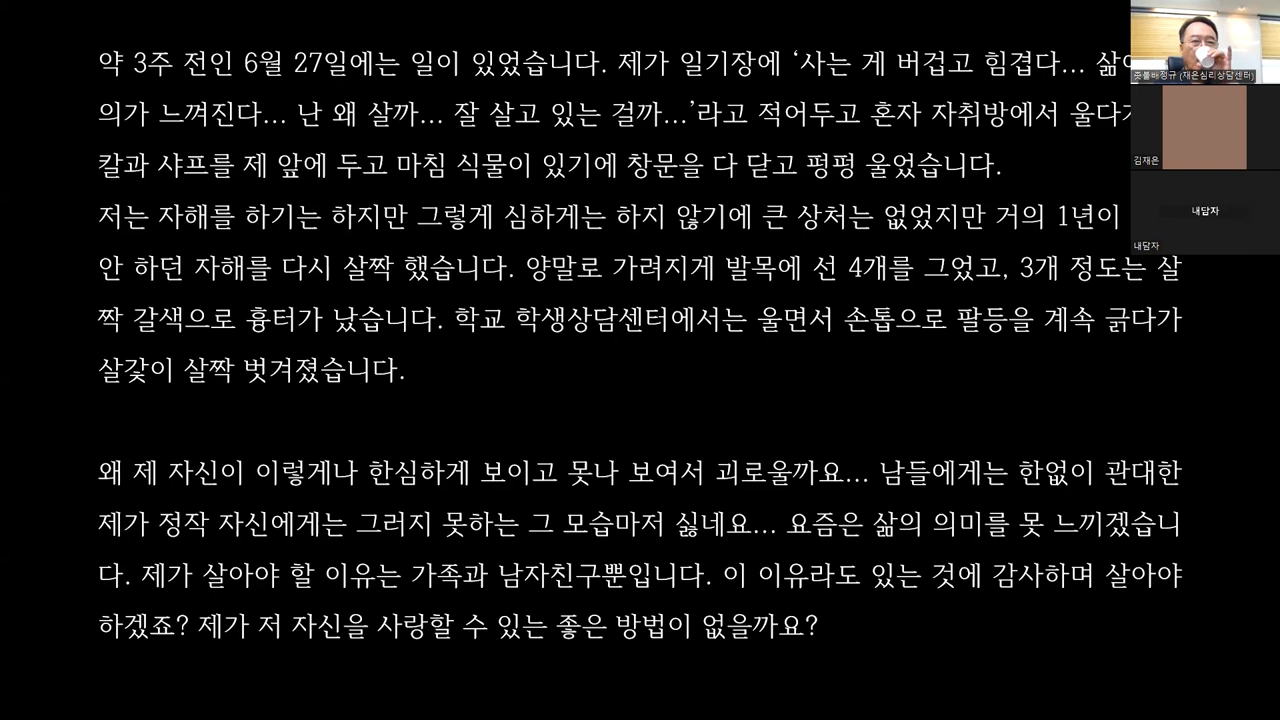 약 3주 전인 6월 27일에는 일이 있었습니다. 제가 일기장에 ‘사는 게 버겁고 힘겹다... 삶에
의가 느껴진다... 난 왜 살까... 잘 살고 있는 걸까...’라고 적어두고 혼자 자취방에서 울다가
칼과 샤프를 제 앞에 두고 마침 식물이 있기에 창문을 다 닫고 펑펑 울었습니다.
저는 자해를 하기는 하지만 그렇게 심하게는 하지 않기에 큰 상처는 없었지만 거의 1년이
안 하던 자해를 다시 살짝 했습니다. 양말로 가려지게 발목에 선 4개를 그었고, 3개 정도는 살
짝 갈색으로 흉터가 났습니다. 학교 학생상담센터에서는 울면서 손톱으로 팔등을 계속 긁다가
살갗이 살짝 벗겨졌습니다.
왜 제 자신이 이렇게나 한심하게 보이고 못나 보여서 괴로울까요... 남들에게는 한없이 관대한
제가 정작 자신에게는 그러지 못하는 그 모습마저 싫네요... 요즘은 삶의 의미를 못 느끼겠습니
다. 제가 살아야 할 이유는 가족과 남자친구뿐입니다. 이 이유라도 있는 것에 감사하며 살아야
하겠죠? 제가 저 자신을 사랑할 수 있는 좋은 방법이 없을까요?
촛불배정규 (재은심리상담센터)
김재은
내담자
내담자